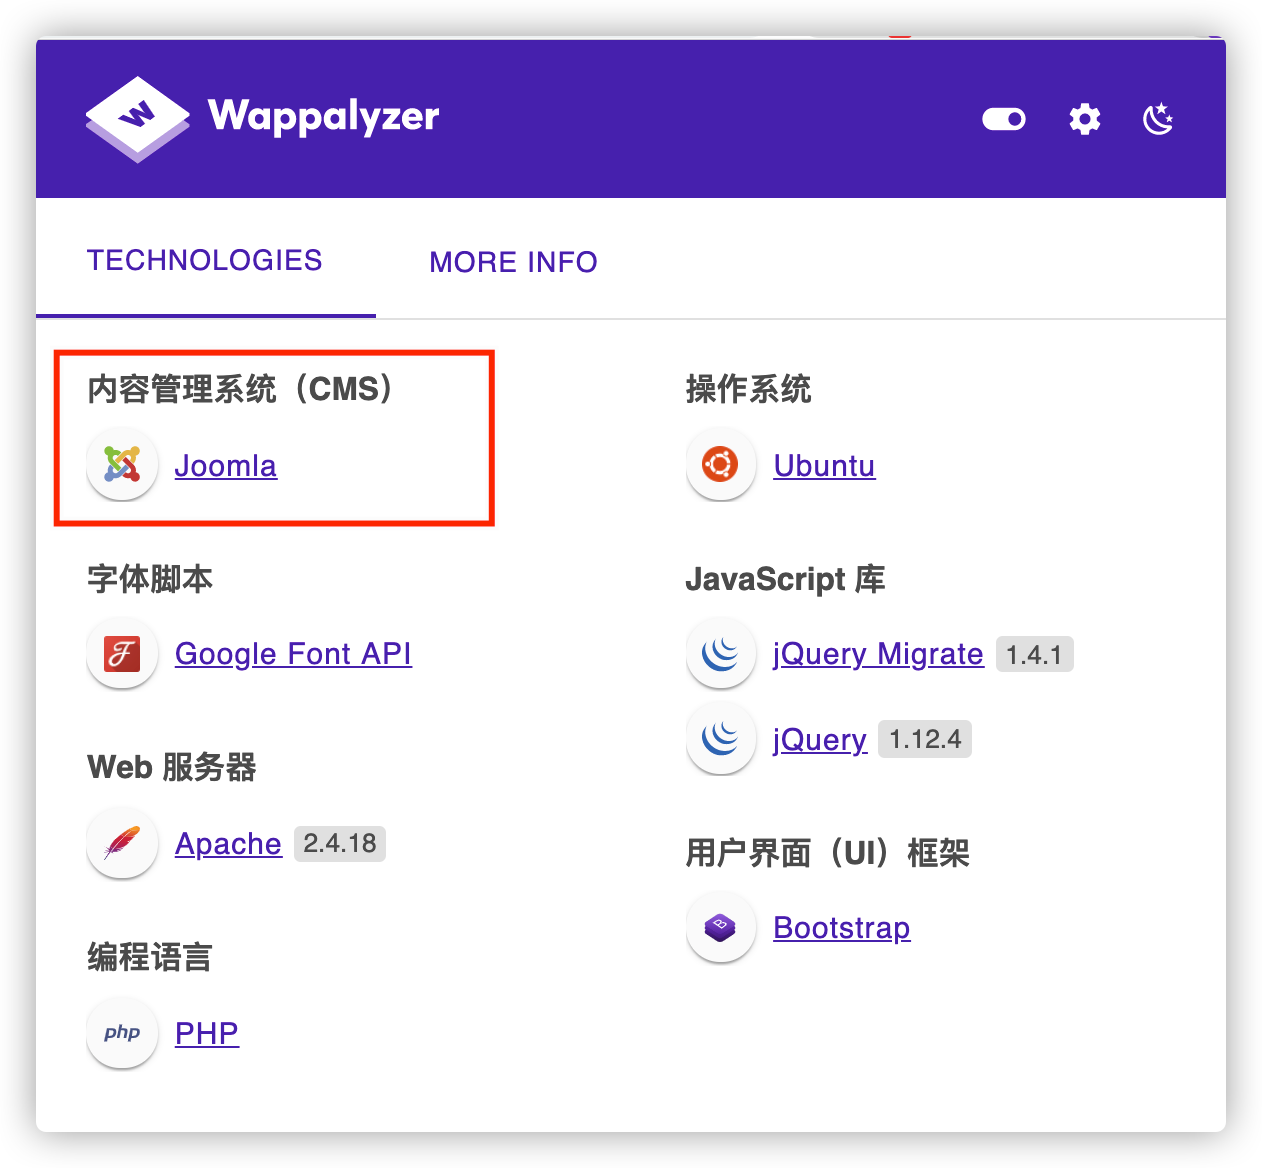 Wappalyzer
TECHNOLOGIES
MORE INFO
内容管理系统（CMS）
Joomla
字体脚本
Google Font API
Web 服务器
Apache 2.4.18
编程语言
php PHP
操作系统
Ubuntu
JavaScript 库
jQuery Migrate 1.4.1
jQuery 1.12.4
用户界面（UI）框架
Bootstrap